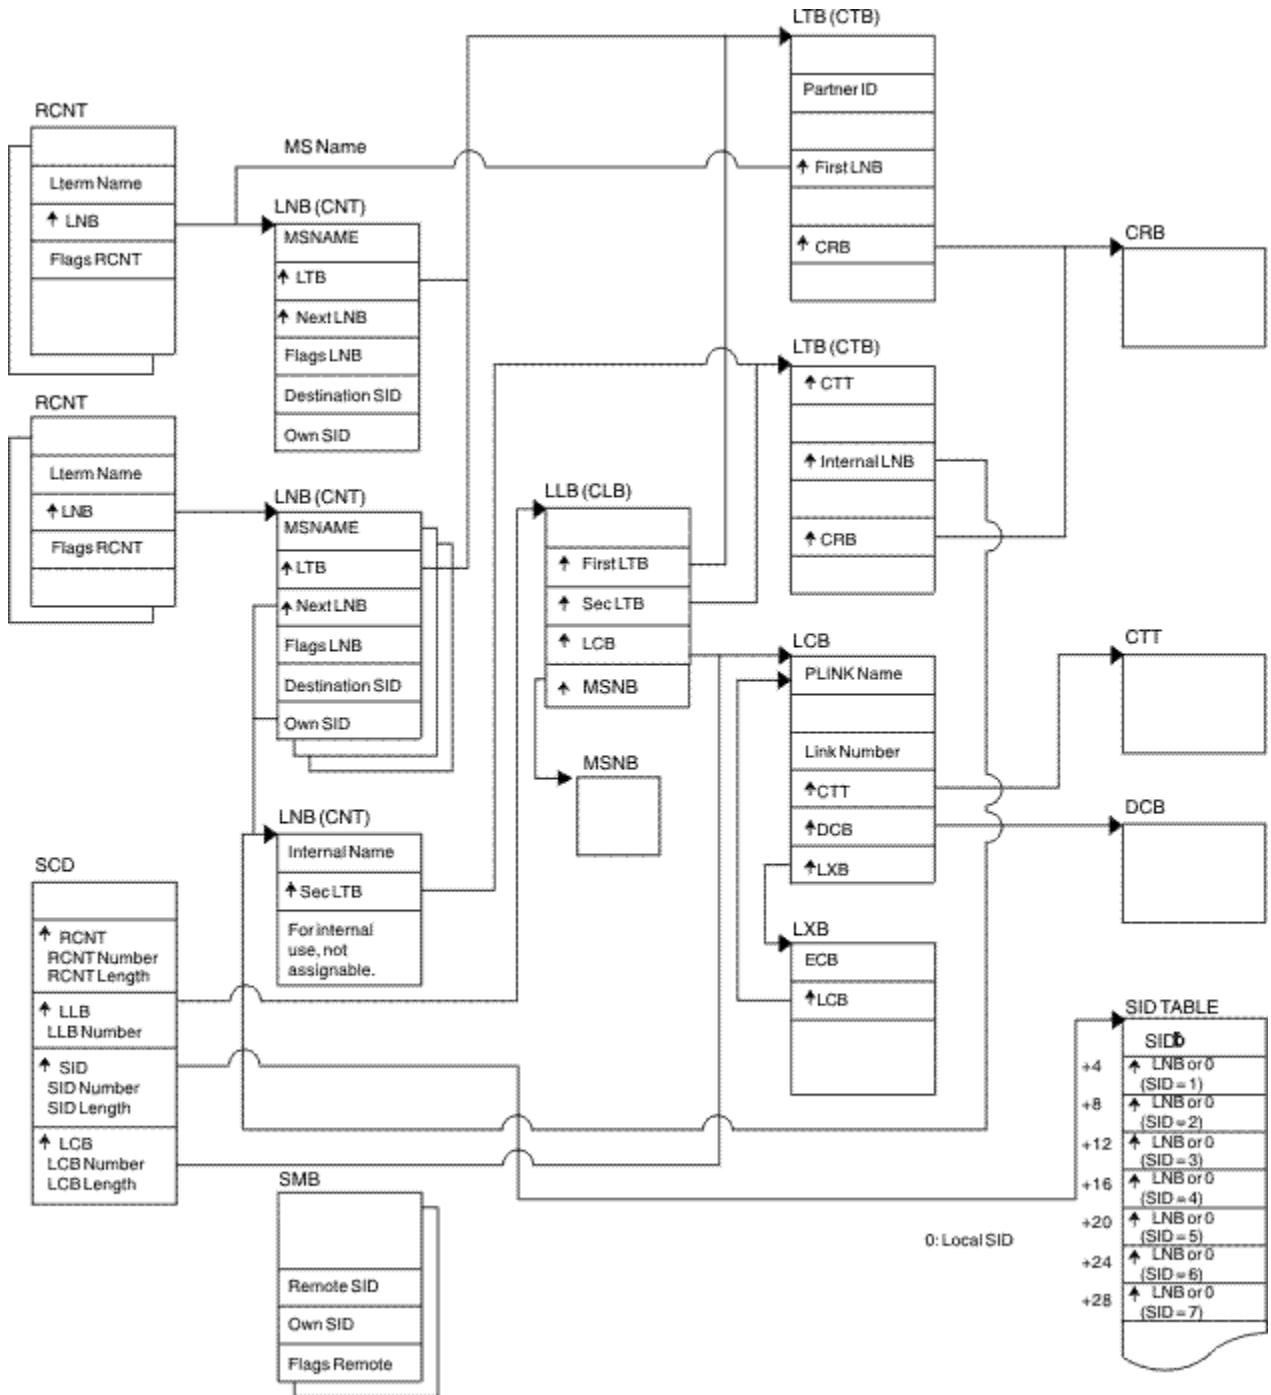 LTB (CTB)
Partner ID
First LNB
CRB
RCNT
Lterm Name
LNB
Flags RCNT
MS Name
LNB (CNT)
MSNAME
LTB
Next LNB
Flags LNB
Destination SID
Own SID
CRB
LTB (CTB)
CTT
Internal LNB
CRB
RCNT
Lterm Name
LNB
Flags RCNT
LNB (CNT)
MSNAME
LTB
Next LNB
Flags LNB
Destination SID
Own SID
LLB (CLB)
First LTB
Sec LTB
LCB
MSNB
MSNB
LCB
PLINK Name
Link Number
CTT
DCB
LXB
CTT
DCB
LNB (CNT)
Internal Name
Sec LTB
For internal
use, not
assignable.
LXB
ECB
LCB
SCD
RCNT
RCNT Number
RCNT Length
LLB
LLB Number
SID
SID Number
SID Length
LCB
LCB Number
LCB Length
SMB
Remote SID
Own SID
Flags Remote
0: Local SID
SID TABLE
+4 LNB or 0
(SID = 1)
+8 LNB or 0
(SID = 2)
+12 LNB or 0
(SID = 3)
+16 LNB or 0
(SID = 4)
+20 LNB or 0
(SID = 5)
+24 LNB or 0
(SID = 6)
+28 LNB or 0
(SID = 7)